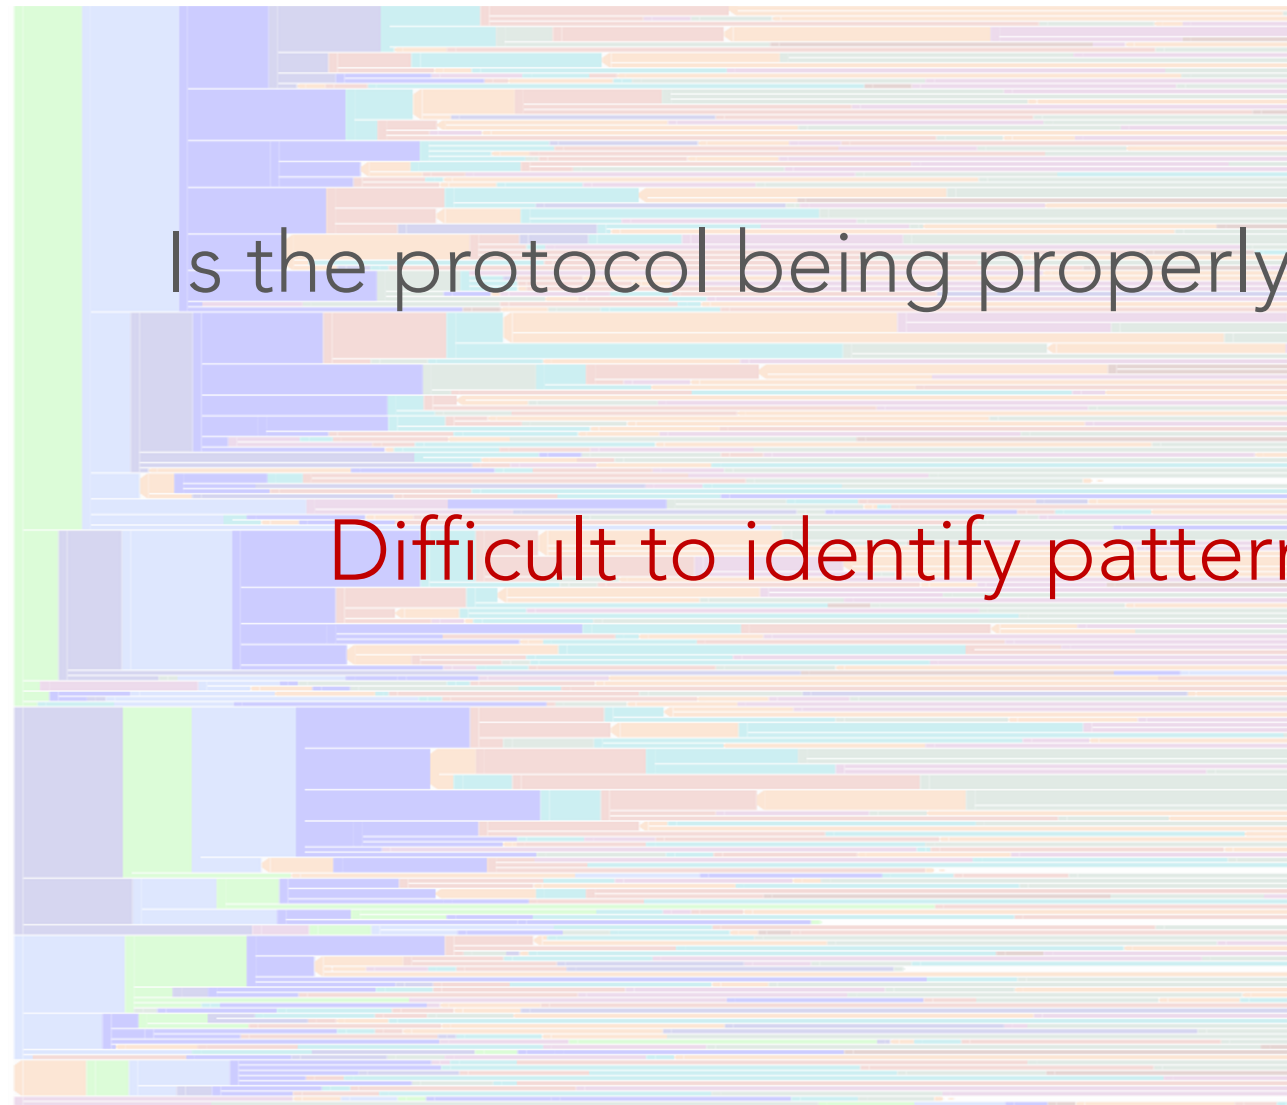 Is the protocol being properly
Difficult to identify pattern